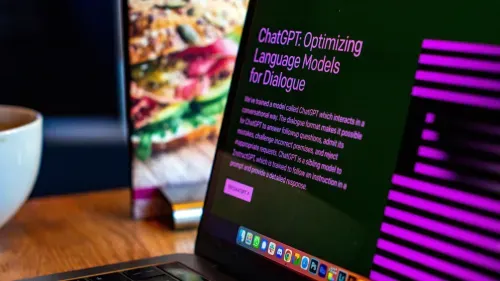 ChatGPT: Optimizing
Language Models
for Dialogue
We've trained a model called ChatGPT which interacts in a
conversational way. The dialogue format makes it possible
for ChatGPT to answer followup questions, admit its
mistakes, challenge incorrect premises, and reject
inappropriate requests. ChatGPT is a sibling model to
InstructGPT, which is trained to follow an instruction in a
prompt and provide a detailed response.